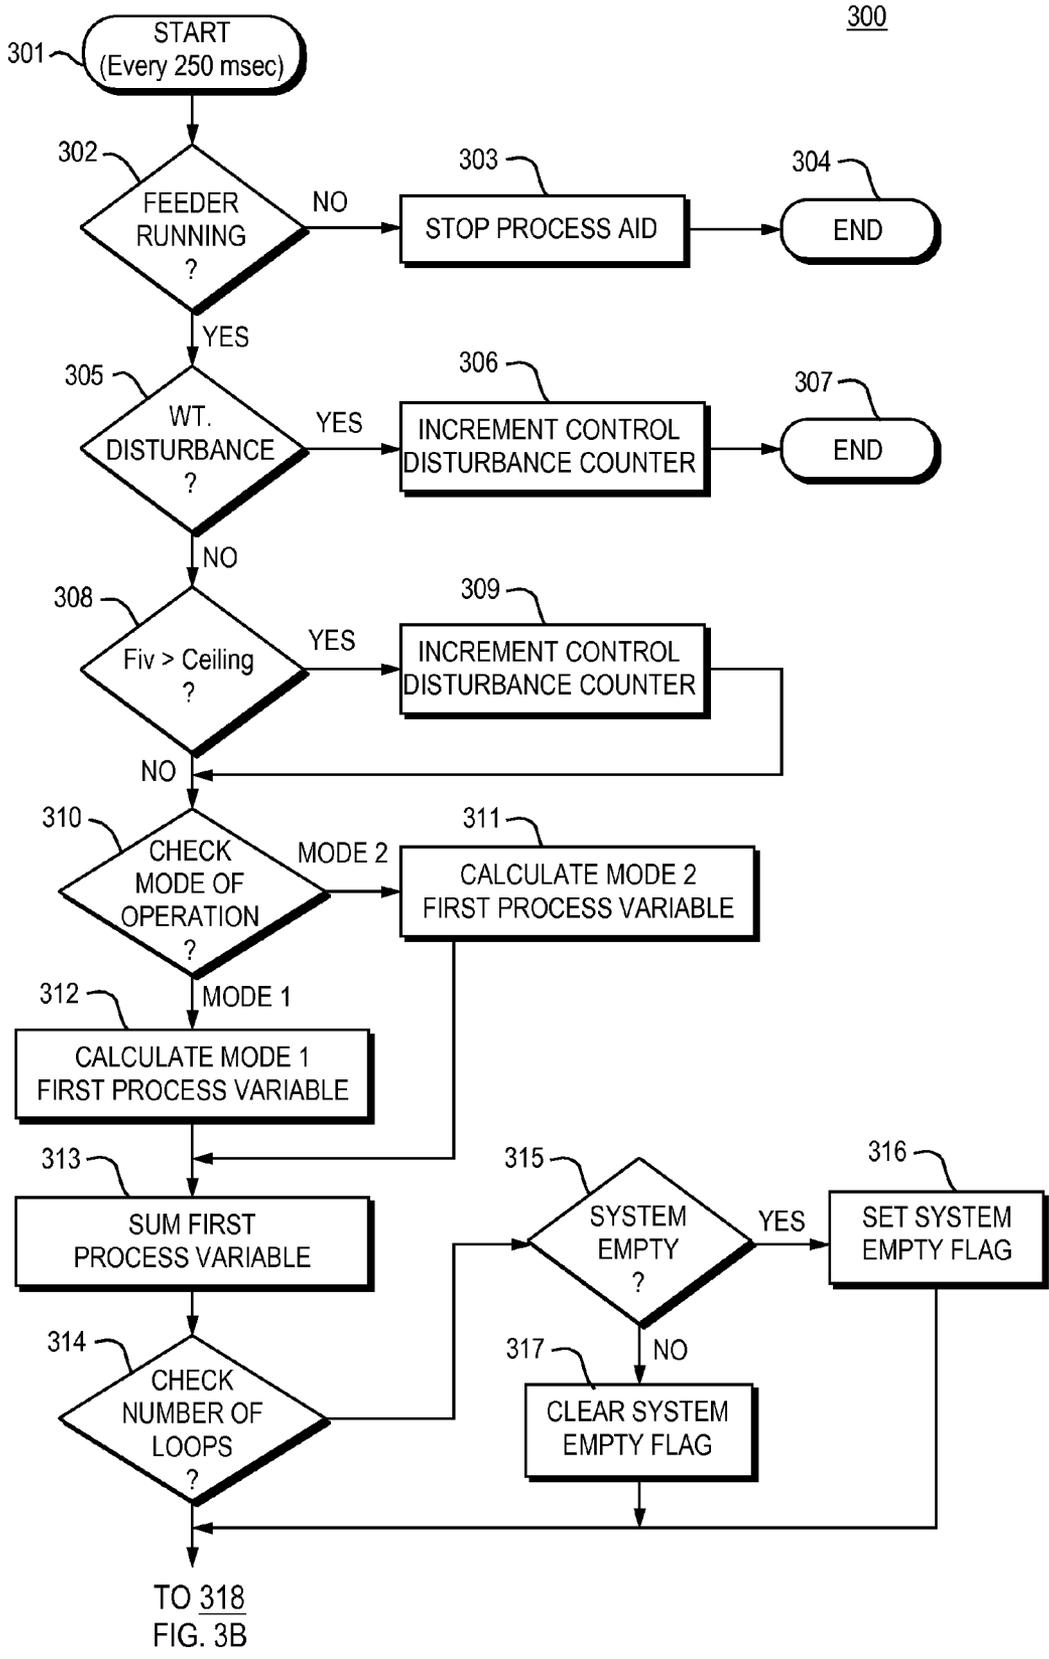 300
START
(Every 250 msec)
301
302
FEEDER
RUNNING
?
NO
303
STOP PROCESS AID
304
END
YES
305
WT.
DISTURBANCE
?
YES
306
INCREMENT CONTROL
DISTURBANCE COUNTER
307
END
NO
308
Fiv > Ceiling
?
YES
309
INCREMENT CONTROL
DISTURBANCE COUNTER
NO
310
CHECK
MODE OF
OPERATION
?
MODE 2
311
CALCULATE MODE 2
FIRST PROCESS VARIABLE
MODE 1
312
CALCULATE MODE 1
FIRST PROCESS VARIABLE
313
SUM FIRST
PROCESS VARIABLE
314
CHECK
NUMBER OF
LOOPS
?
315
SYSTEM
EMPTY
?
YES
316
SET SYSTEM
EMPTY FLAG
NO
317
CLEAR SYSTEM
EMPTY FLAG
TO 318
FIG. 3B